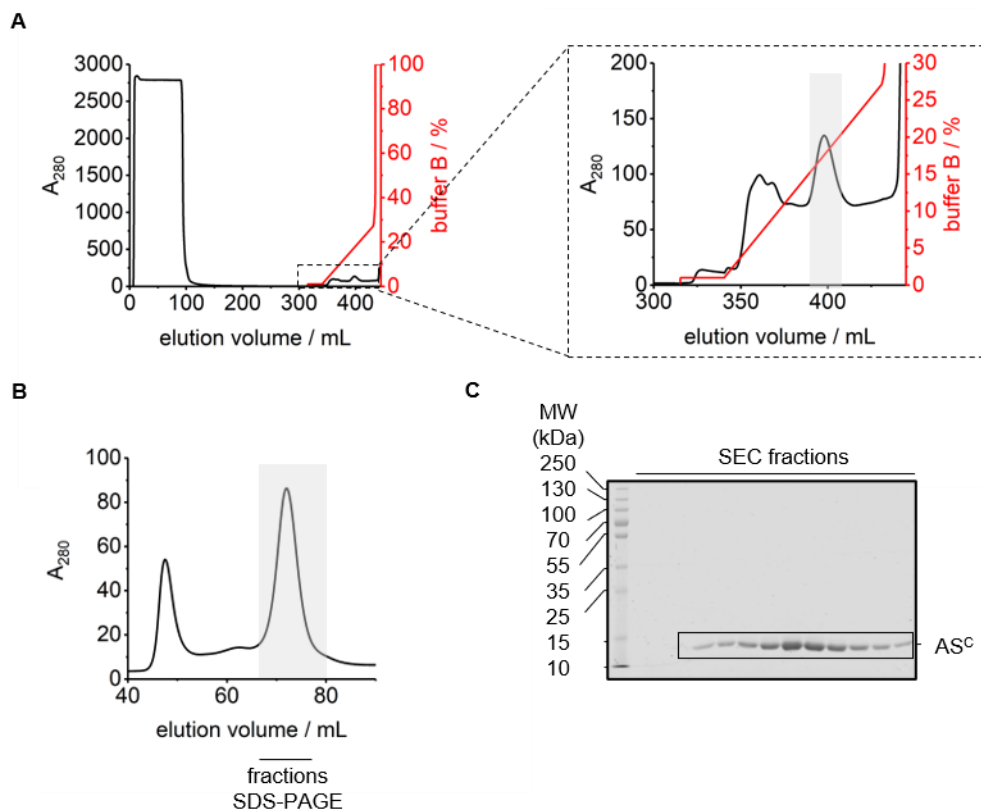 A
3000
2500
2000
1500
1000
500
0
A280
0 100 200 300 400
elution volume / mL
100
80
60
40
20
0
buffer B / %
200
150
100
50
0
A280
300 350 400
elution volume / mL
30
25
20
15
10
5
0
buffer B / %
B
100
80
60
40
20
0
A280
40 60 80
elution volume / mL
fractions
SDS-PAGE
C
MW
(kDa)
250
130
100
70
55
35
25
15
10
SEC fractions
ASC